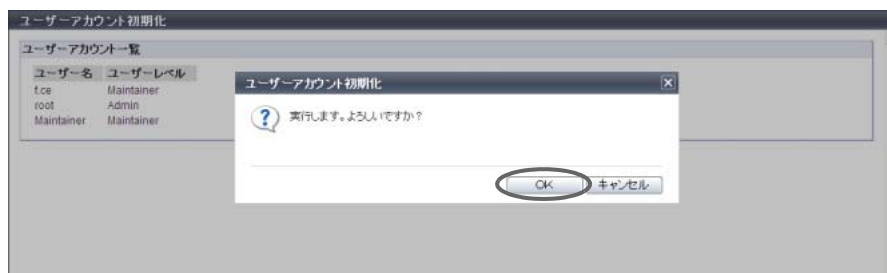 ユーザーアカウント初期化
ユーザーアカウント一覧
ユーザー名 ユーザーレベル
f.ce Maintainer
root Admin
Maintainer Maintainer
ユーザーアカウント初期化
実行します。よろしいですか?
OK キャンセル